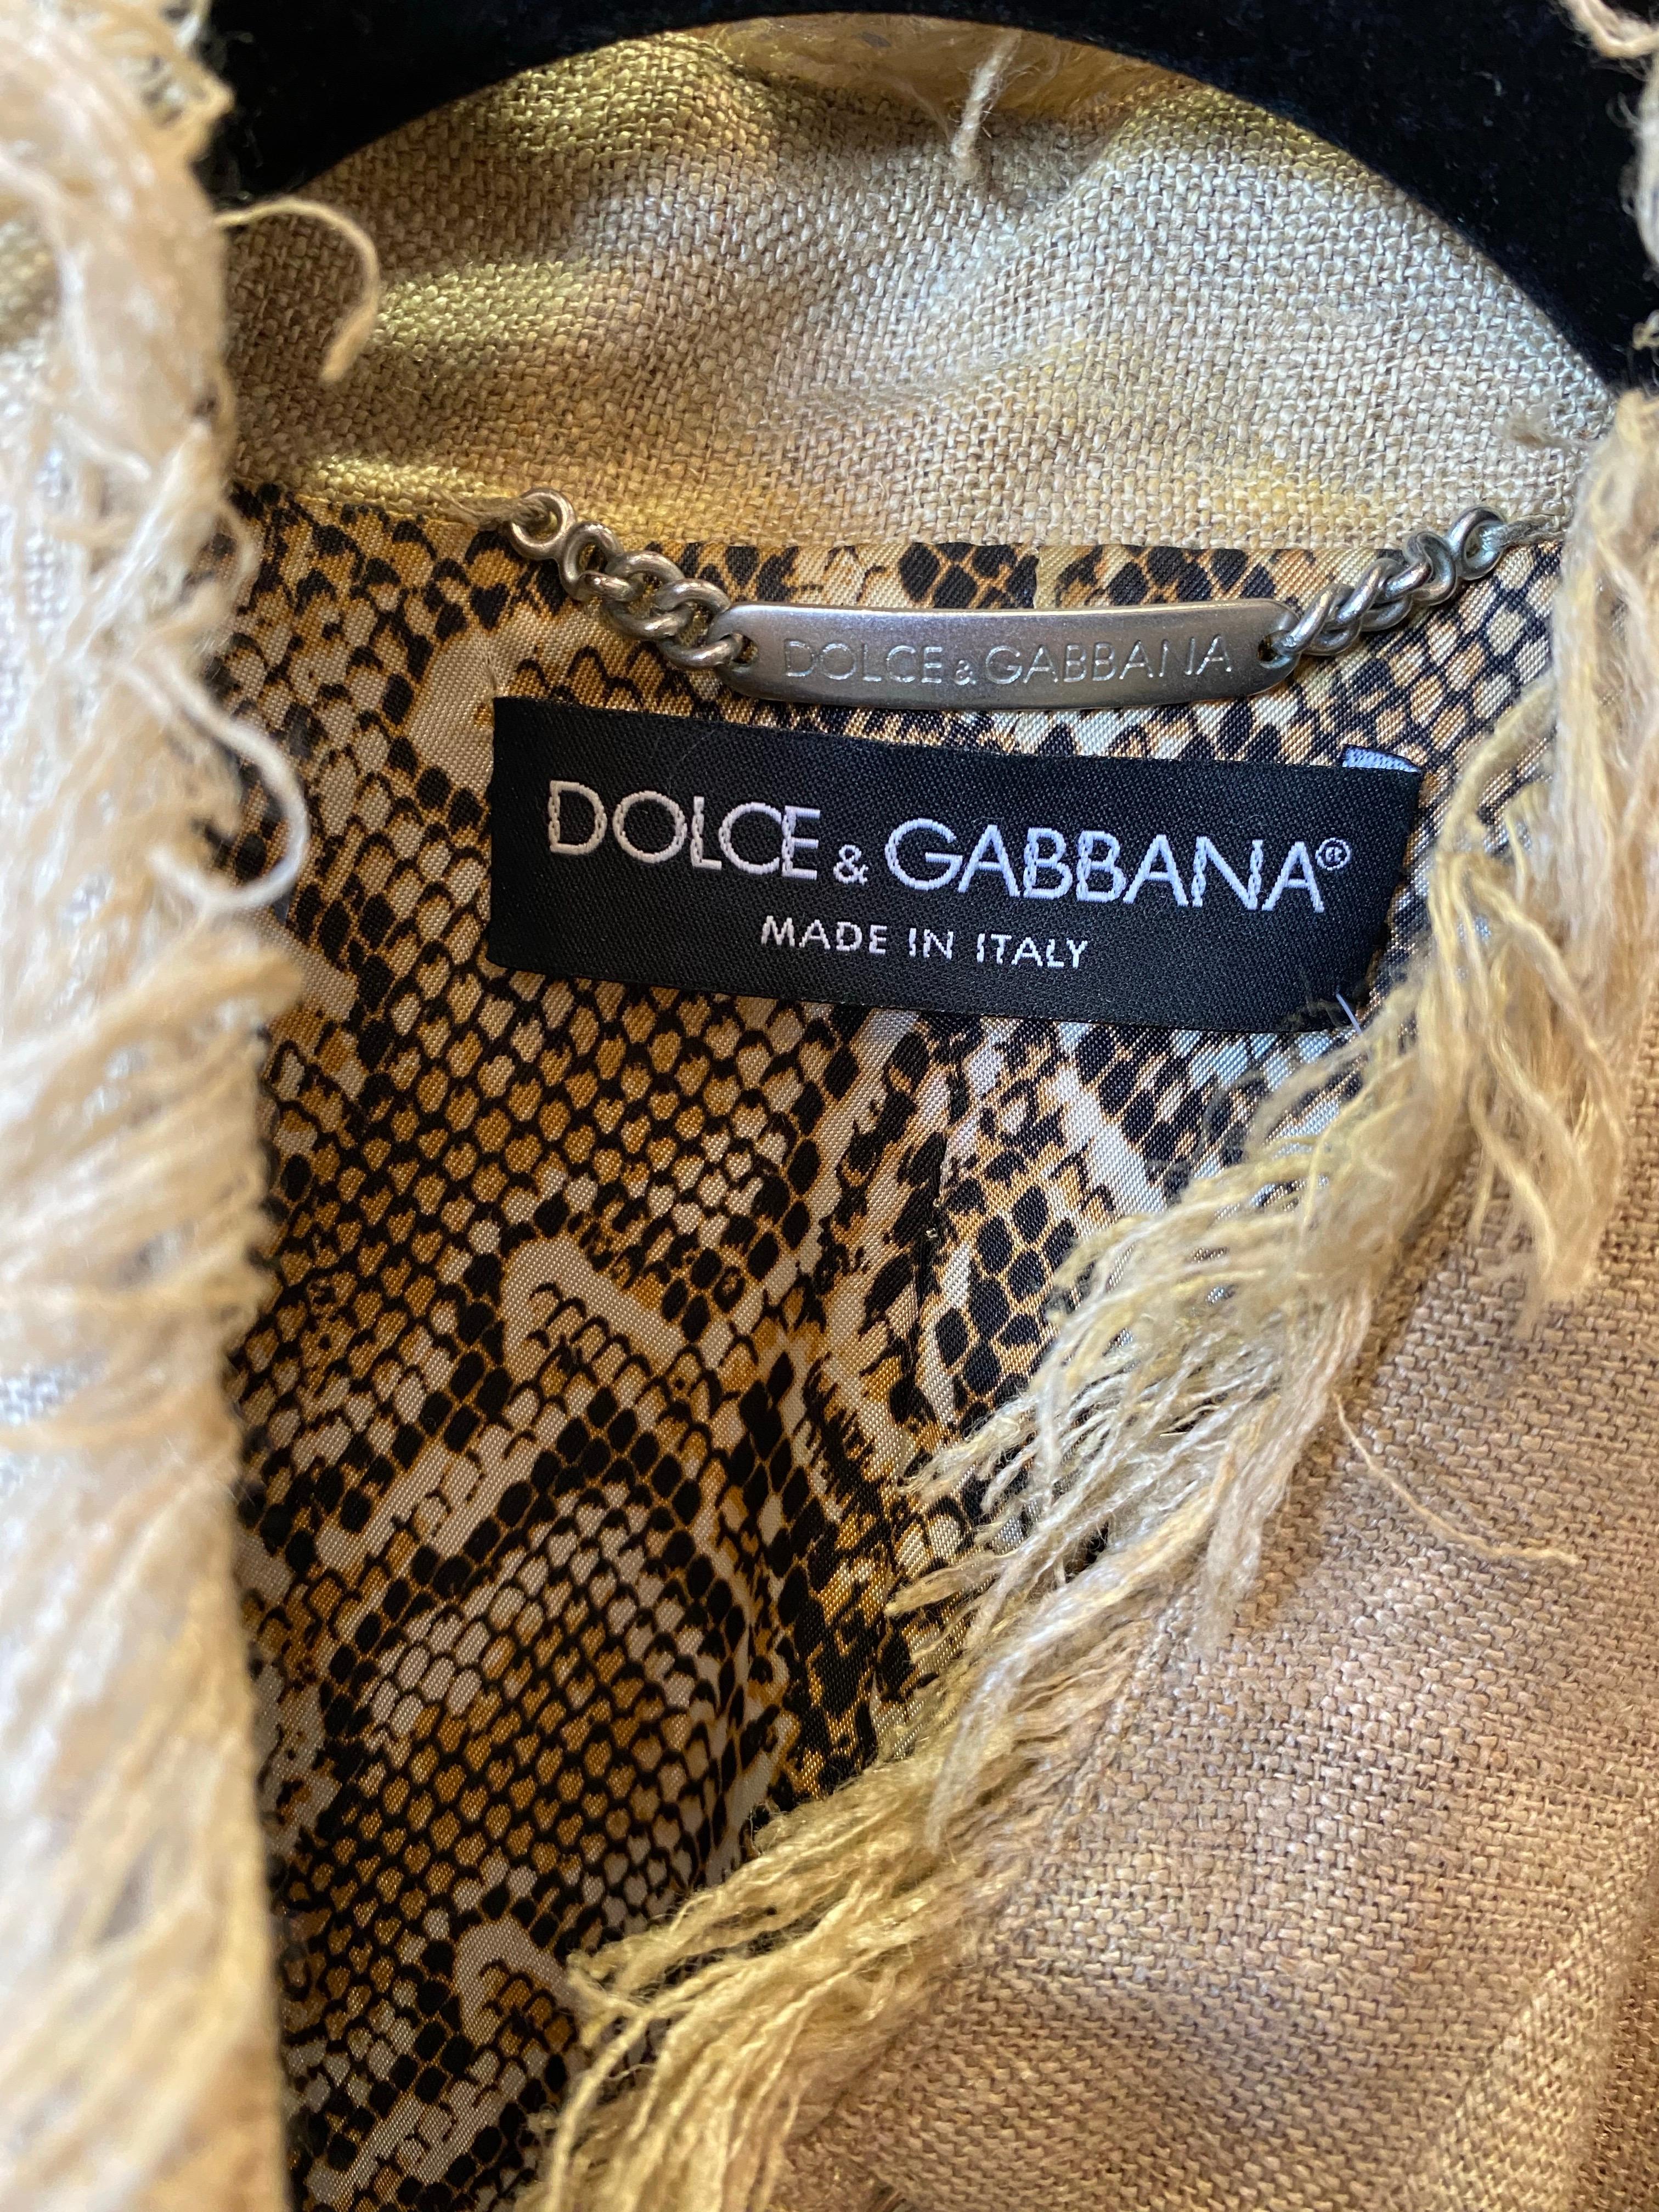 DOLCE & GABBANA
DOLCE & GABBANA®
MADE IN ITALY